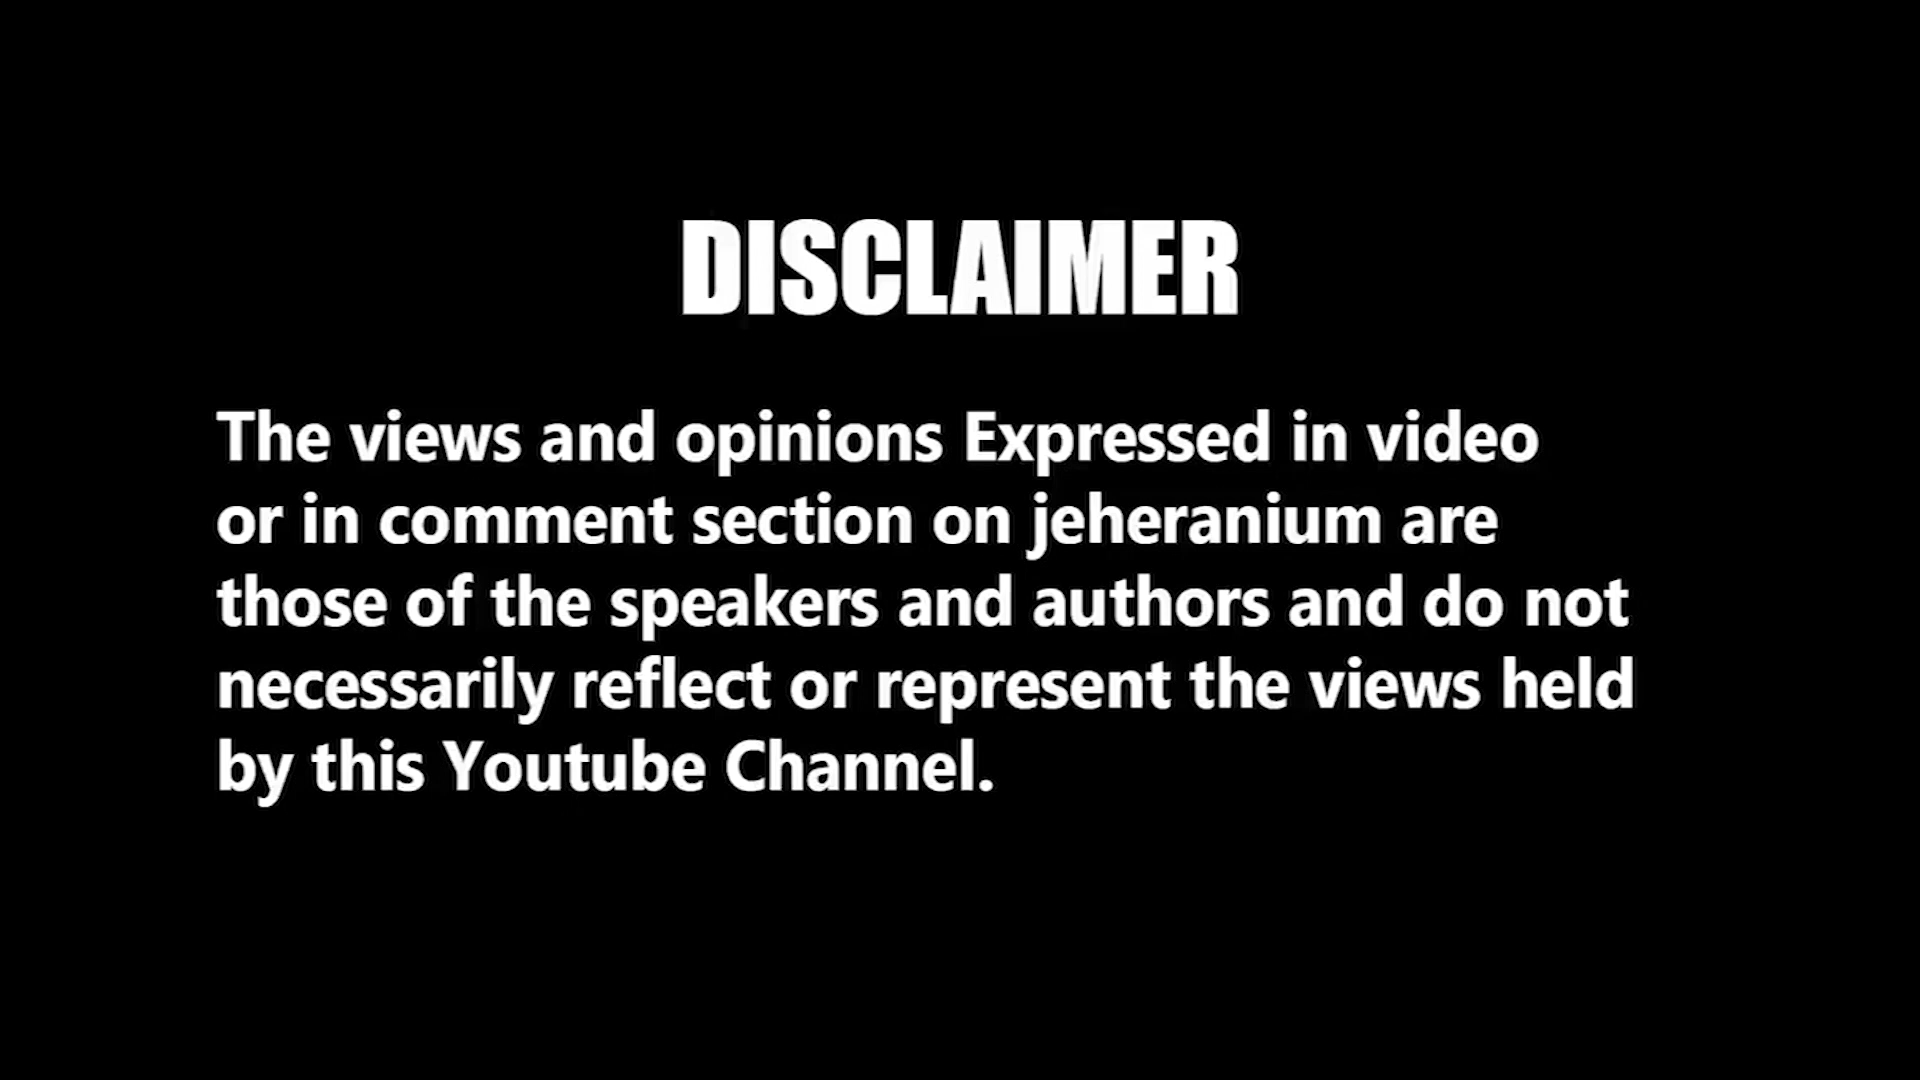 DISCLAIMER
The views and opinions Expressed in video
or in comment section on jeheranium are
those of the speakers and authors and do not
necessarily reflect or represent the views held
by this Youtube Channel.